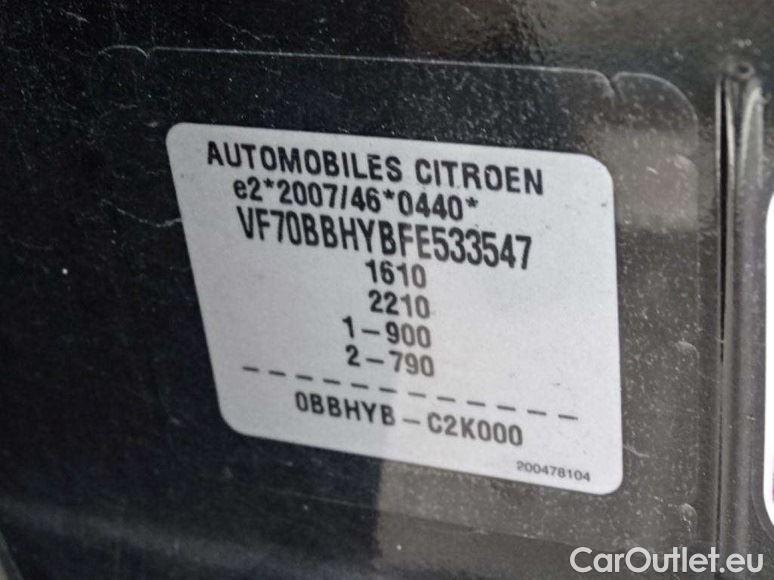 AUTOMOBILES CITROEN
e2*2007/46*0440*
VF70BBHYBFE533547
1610
2210
1-900
2-790
0BBHYB-C2K000
200478104
CarOutlet.eu